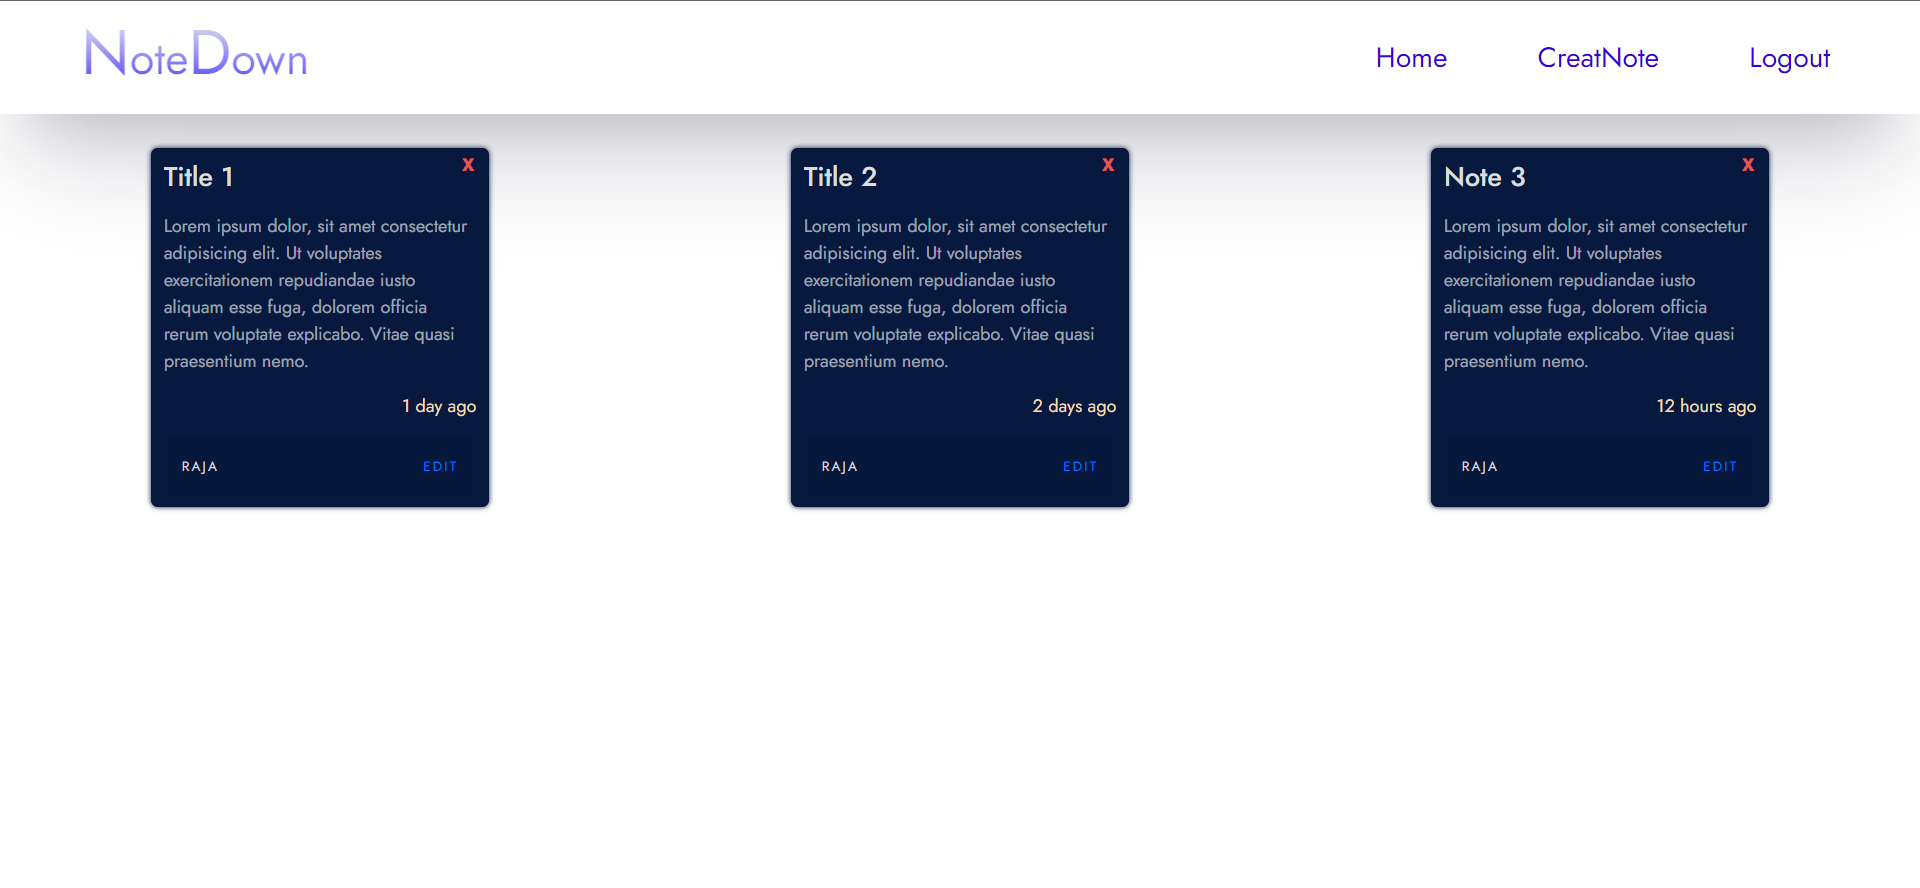 NoteDown
Home CreatNote Logout
Title 1 X
Lorem ipsum dolor, sit amet consectetur
adipisicing elit. Ut voluptates
exercitationem repudiandae iusto
aliquam esse fuga, dolorem officia
rerum voluptate explicabo. Vitae quasi
praesentium nemo.
1 day ago
RAJA EDIT
Title 2 X
Lorem ipsum dolor, sit amet consectetur
adipisicing elit. Ut voluptates
exercitationem repudiandae iusto
aliquam esse fuga, dolorem officia
rerum voluptate explicabo. Vitae quasi
praesentium nemo.
2 days ago
RAJA EDIT
Note 3 X
Lorem ipsum dolor, sit amet consectetur
adipisicing elit. Ut voluptates
exercitationem repudiandae iusto
aliquam esse fuga, dolorem officia
rerum voluptate explicabo. Vitae quasi
praesentium nemo.
12 hours ago
RAJA EDIT